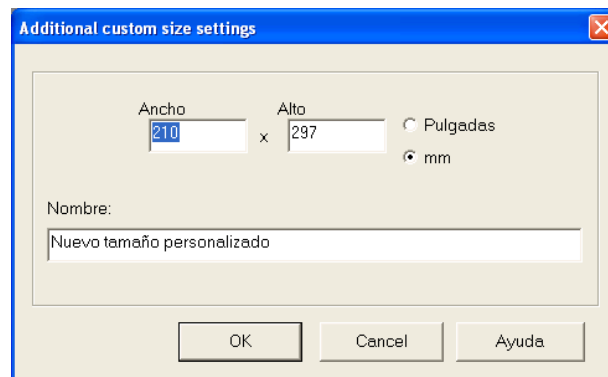 Additional custom size settings
Ancho Alto
210 x 297
Pulgadas
mm
Nombre:
Nuevo tamaño personalizado
OK Cancel Ayuda